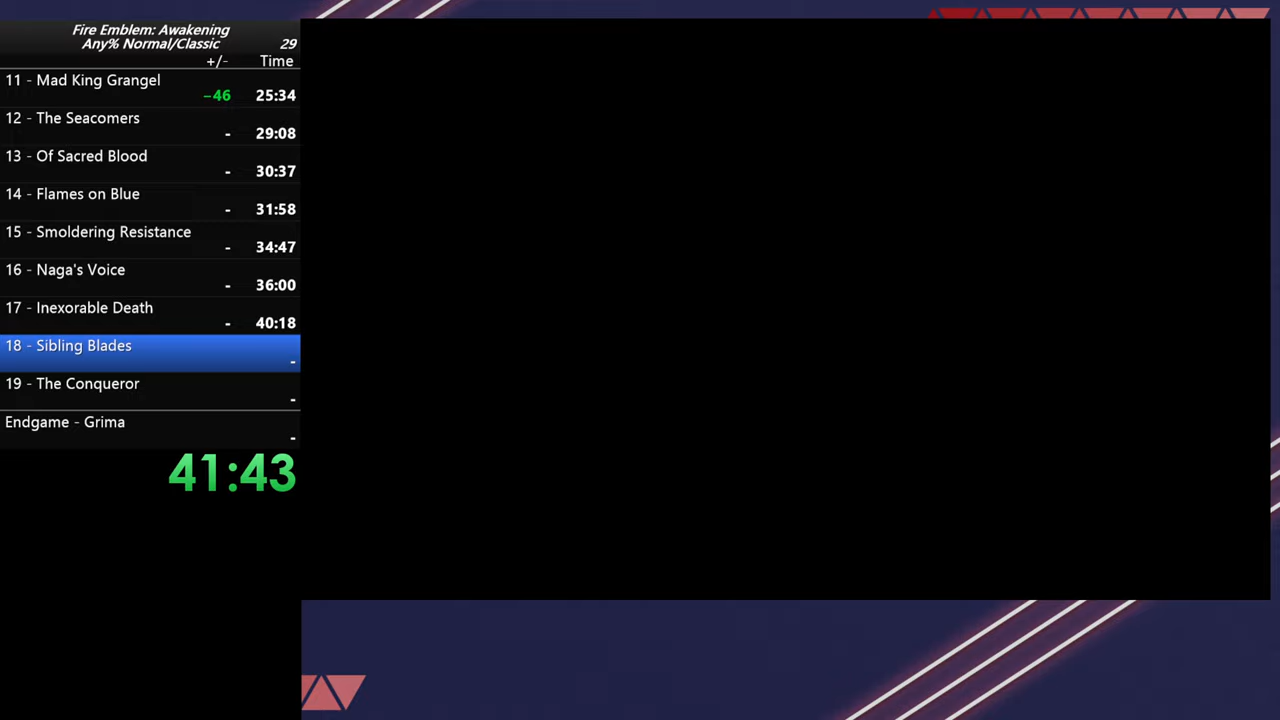 Fire Emblem: Awakening
Any% Normal/Classic 29
+/- Time
11 - Mad King Grangel
-46 25:34
12 - The Seacomers
- 29:08
13 - Of Sacred Blood
- 30:37
14 - Flames on Blue
- 31:58
15 - Smoldering Resistance
- 34:47
16 - Naga's Voice
- 36:00
17 - Inexorable Death
- 40:18
18 - Sibling Blades
-
19 - The Conqueror
-
Endgame - Grima
-
41:43